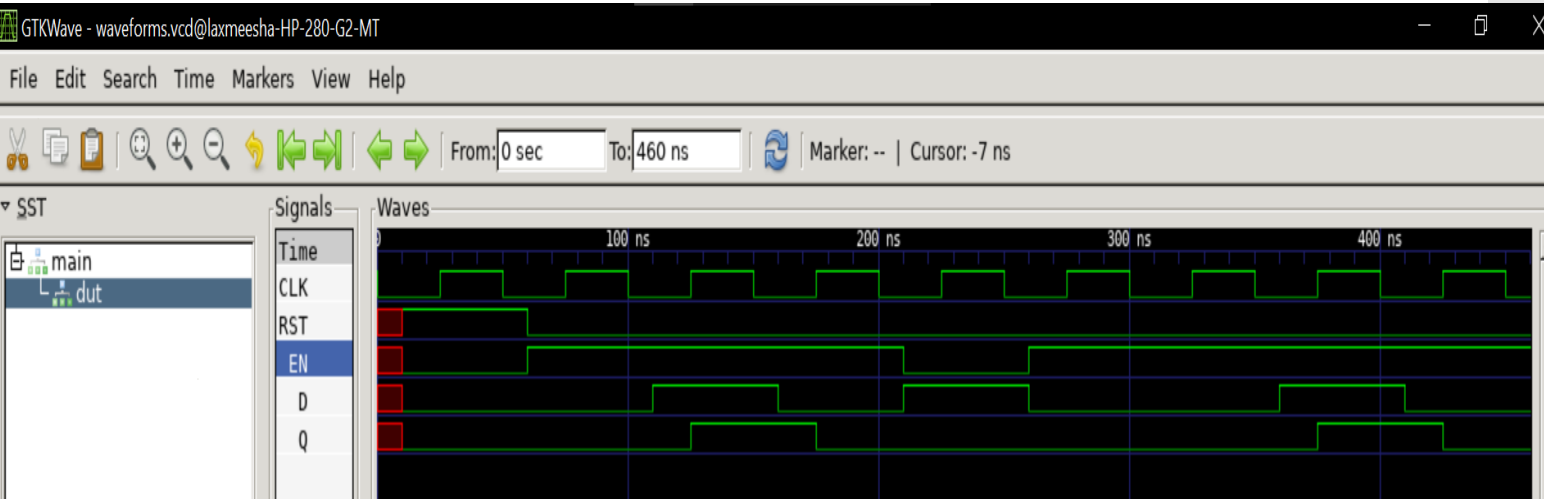 GTKWave - waveforms.vcd@laxmeesha-HP-280-G2-MT
File Edit Search Time Markers View Help
From: 0 sec To: 460 ns Marker: -- | Cursor: -7 ns
SST
Signals
Waves
main
dut
Time
CLK
RST
EN
D
Q
0 100 ns 200 ns 300 ns 400 ns